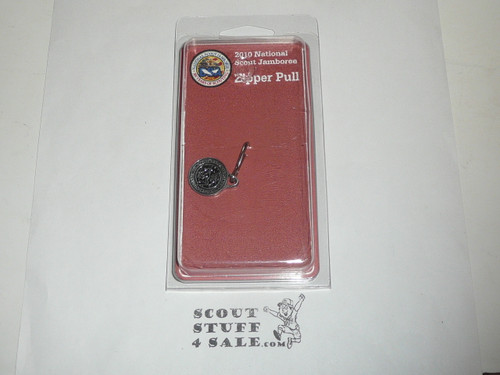 2010 National
Scout Jamboree
Zipper Pull
SCOUT
STUFF
4 SALE.COM